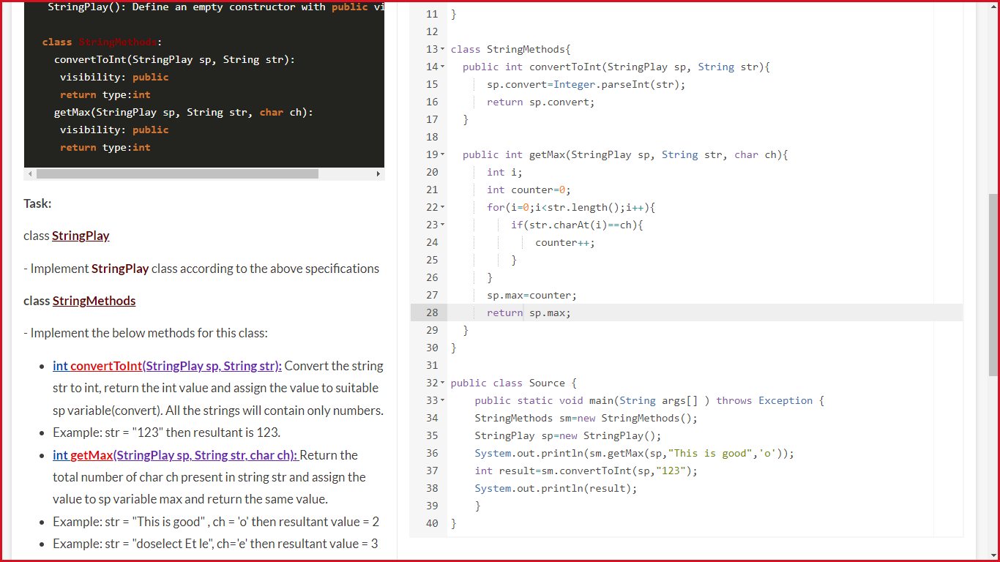 StringPlay(): Define an empty constructor with public vi
class StringMethods:
convertToInt(StringPlay sp, String str):
visibility: public
return type:int
getMax(StringPlay sp, String str, char ch):
visibility: public
return type:int
Task:
class StringPlay
- Implement StringPlay class according to the above specifications
class StringMethods
- Implement the below methods for this class:
• int convertToInt(StringPlay sp, String str): Convert the string
str to int, return the int value and assign the value to suitable
sp variable(convert). All the strings will contain only numbers.
• Example: str = "123" then resultant is 123.
• int getMax(StringPlay sp, String str, char ch): Return the
total number of char ch present in string str and assign the
value to sp variable max and return the same value.
• Example: str = "This is good" , ch = 'o' then resultant value = 2
• Example: str = "doselect Et le", ch='e' then resultant value = 3
11 }
12
13 class StringMethods{
14 public int convertToInt(StringPlay sp, String str){
15 sp.convert=Integer.parseInt(str);
16 return sp.convert;
17 }
18
19 public int getMax(StringPlay sp, String str, char ch){
20 int i;
21 int counter=0;
22 for(i=0;i<str.length();i++){
23 if(str.charAt(i)==ch){
24 counter++;
25 }
26 }
27 sp.max=counter;
28 return sp.max;
29 }
30 }
31
32 public class Source {
33 public static void main(String args[] ) throws Exception {
34 StringMethods sm=new StringMethods();
35 StringPlay sp=new StringPlay();
36 System.out.println(sm.getMax(sp,"This is good",'o'));
37 int result=sm.convertToInt(sp,"123");
38 System.out.println(result);
39 }
40 }